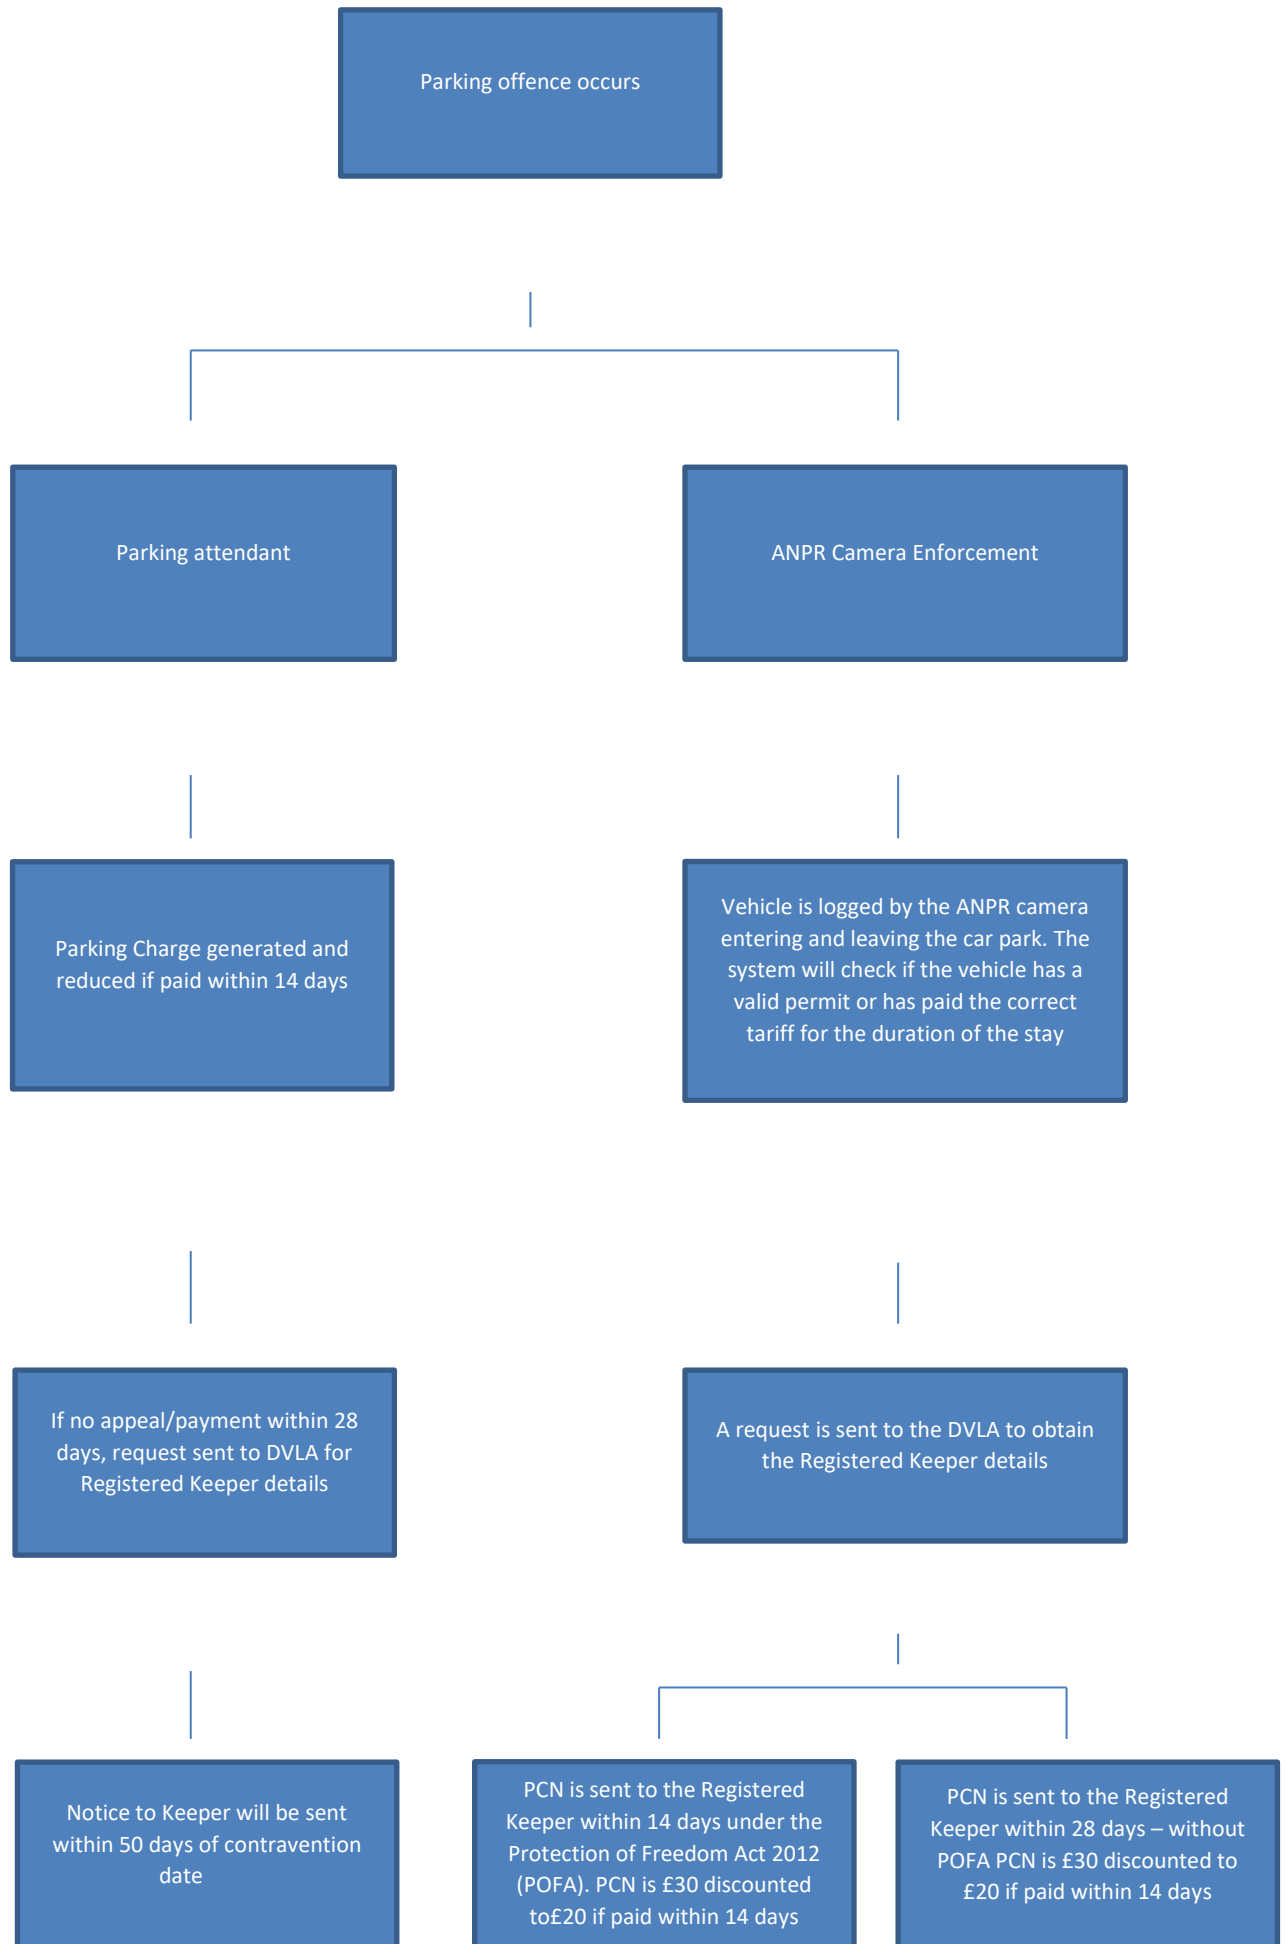 Parking offence occurs
Parking attendant
ANPR Camera Enforcement
Parking Charge generated and
reduced if paid within 14 days
Vehicle is logged by the ANPR camera
entering and leaving the car park. The
system will check if the vehicle has a
valid permit or has paid the correct
tariff for the duration of the stay
If no appeal/payment within 28
days, request sent to DVLA for
Registered Keeper details
A request is sent to the DVLA to obtain
the Registered Keeper details
Notice to Keeper will be sent
within 50 days of contravention
date
PCN is sent to the Registered
Keeper within 14 days under the
Protection of Freedom Act 2012
(POFA). PCN is £30 discounted
to£20 if paid within 14 days
PCN is sent to the Registered
Keeper within 28 days – without
POFA PCN is £30 discounted to
£20 if paid within 14 days